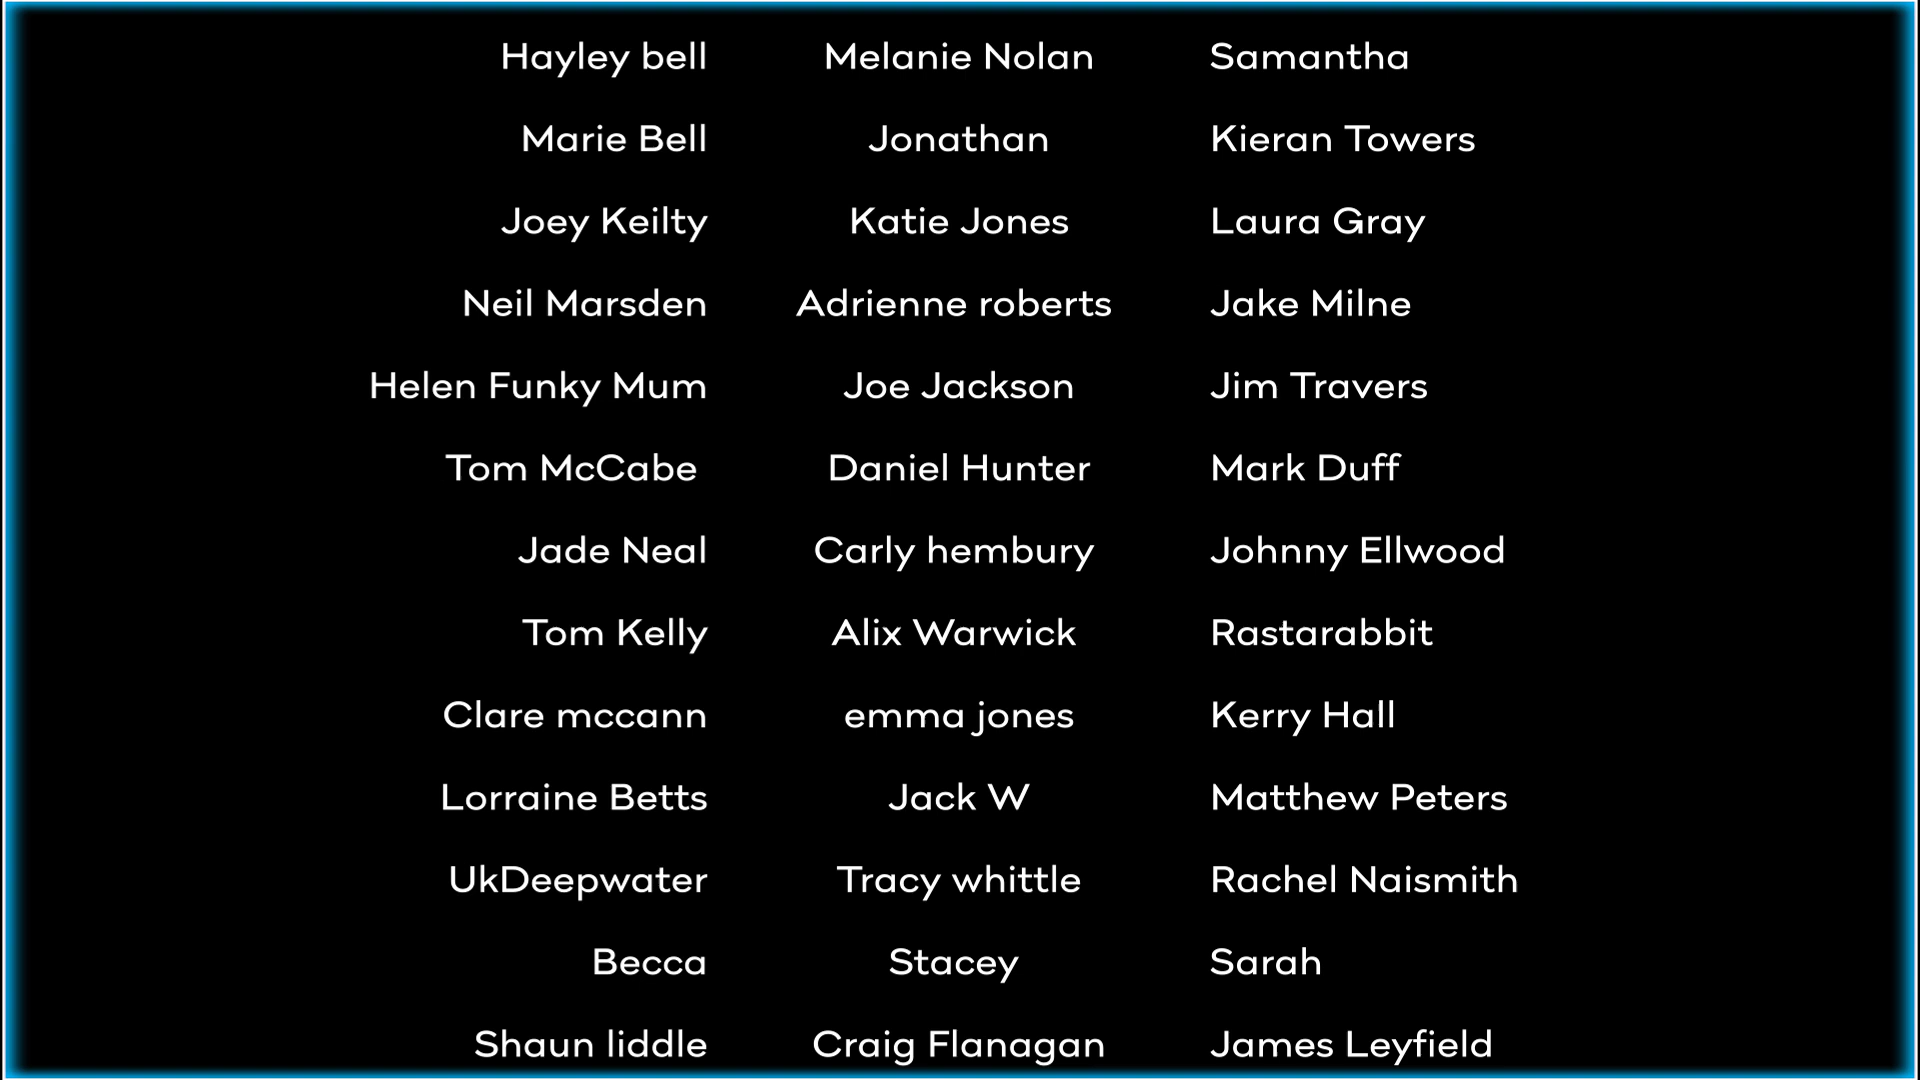 Hayley bell Melanie Nolan Samantha
Marie Bell Jonathan Kieran Towers
Joey Keilty Katie Jones Laura Gray
Neil Marsden Adrienne roberts Jake Milne
Helen Funky Mum Joe Jackson Jim Travers
Tom McCabe Daniel Hunter Mark Duff
Jade Neal Carly hembury Johnny Ellwood
Tom Kelly Alix Warwick Rastarabbit
Clare mccann emma jones Kerry Hall
Lorraine Betts Jack W Matthew Peters
UkDeepwater Tracy whittle Rachel Naismith
Becca Stacey Sarah
Shaun liddle Craig Flanagan James Leyfield